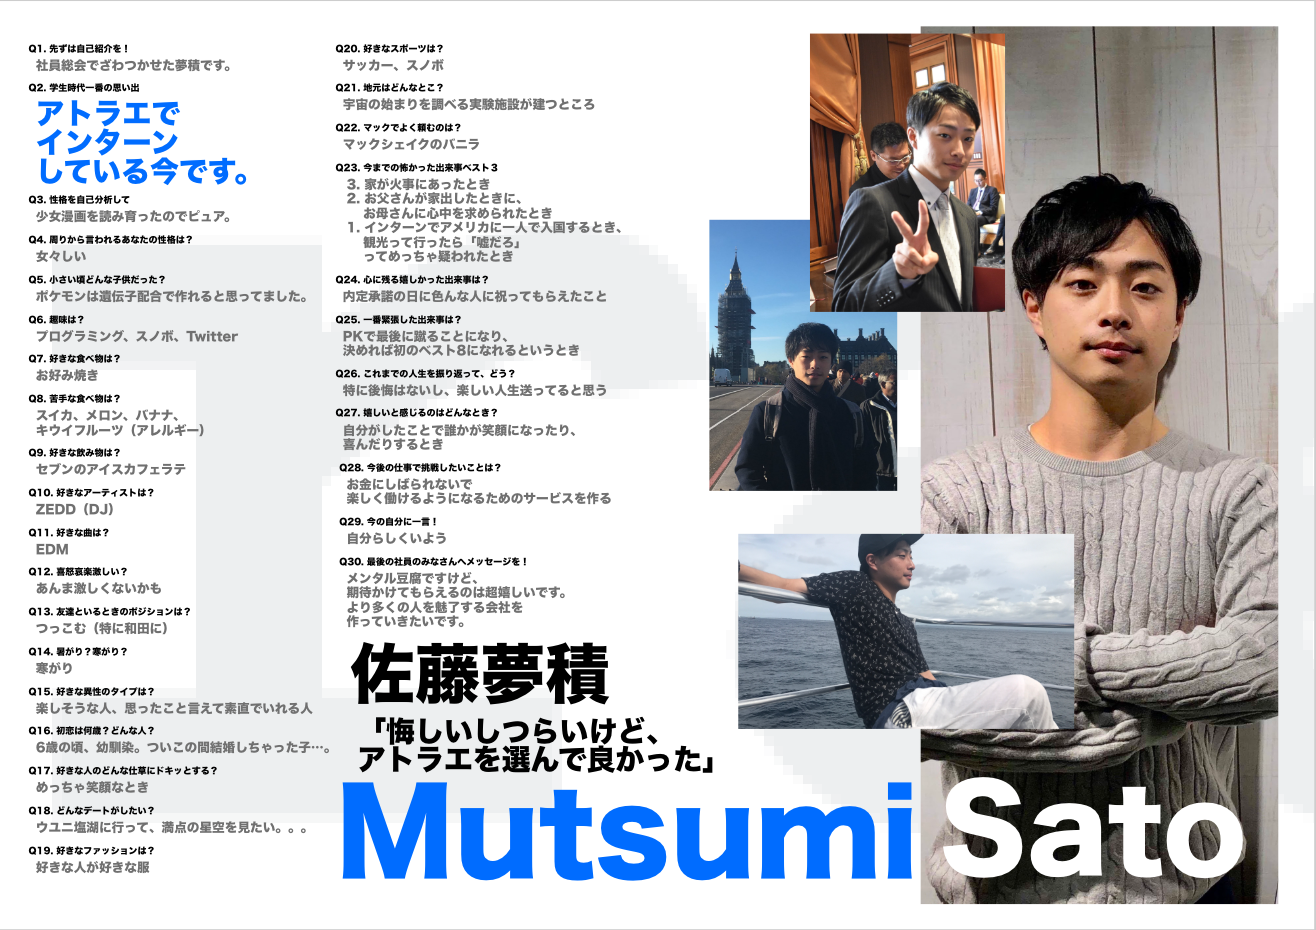 Q1. 先ずは自己紹介を！
社員総会でざわつかせた夢積です。
Q2. 学生時代一番の思い出
アトラエで
インターン
している今です。
Q3. 性格を自己分析して
少女漫画を読み育ったのでピュア。
Q4. 周りから言われるあなたの性格は？
女々しい
Q5. 小さい頃どんな子供だった？
ポケモンは遺伝子配合で作れると思ってました。
Q6. 趣味は？
プログラミング、スノボ、Twitter
Q7. 好きな食べ物は？
お好み焼き
Q8. 苦手な食べ物は？
スイカ、メロン、バナナ、
キウイフルーツ（アレルギー）
Q9. 好きな飲み物は？
セブンのアイスカフェラテ
Q10. 好きなアーティストは？
ZEDD（DJ）
Q11. 好きな曲は？
EDM
Q12. 喜怒哀楽激しい？
あんま激しくないかも
Q13. 友達といるときのポジションは？
つっこむ（特に和田に）
Q14. 暑がり？寒がり？
寒がり
Q15. 好きな異性のタイプは？
楽しそうな人、思ったこと言えて素直でいれる人
Q16. 初恋は何歳？どんな人？
6歳の頃、幼馴染。ついこの間結婚しちゃった子…。
Q17. 好きな人のどんな仕草にドキッとする？
めっちゃ笑顔なとき
Q18. どんなデートがしたい？
ウユニ塩湖に行って、満点の星空を見たい。。。
Q19. 好きなファッションは？
好きな人が好きな服
Q20. 好きなスポーツは？
サッカー、スノボ
Q21. 地元はどんなとこ？
宇宙の始まりを調べる実験施設が建つところ
Q22. マックでよく頼むのは？
マックシェイクのバニラ
Q23. 今までの怖かった出来事ベスト３
3. 家が火事にあったとき
2. お父さんが家出したときに、
お母さんに心中を求められたとき
1. インターンでアメリカに一人で入国するとき、
観光って行ったら「嘘だろ」
ってめっちゃ疑われたとき
Q24. 心に残る嬉しかった出来事は？
内定承諾の日に色んな人に祝ってもらえたこと
Q25. 一番緊張した出来事は？
PKで最後に蹴ることになり、
決めれば初のベスト8になれるというとき
Q26. これまでの人生を振り返って、どう？
特に後悔はないし、楽しい人生送ってると思う
Q27. 嬉しいと感じるのはどんなとき？
自分がしたことで誰かが笑顔になったり、
喜んだりするとき
Q28. 今後の仕事で挑戦したいことは？
お金にしばられないで
楽しく働けるようになるためのサービスを作る
Q29. 今の自分に一言！
自分らしくいよう
Q30. 最後の社員のみなさんへメッセージを！
メンタル豆腐ですけど、
期待かけてもらえるのは超嬉しいです。
より多くの人を魅了する会社を
作っていきたいです。
佐藤夢積
「悔しいしつらいけど、
アトラエを選んで良かった」
Mutsumi Sato